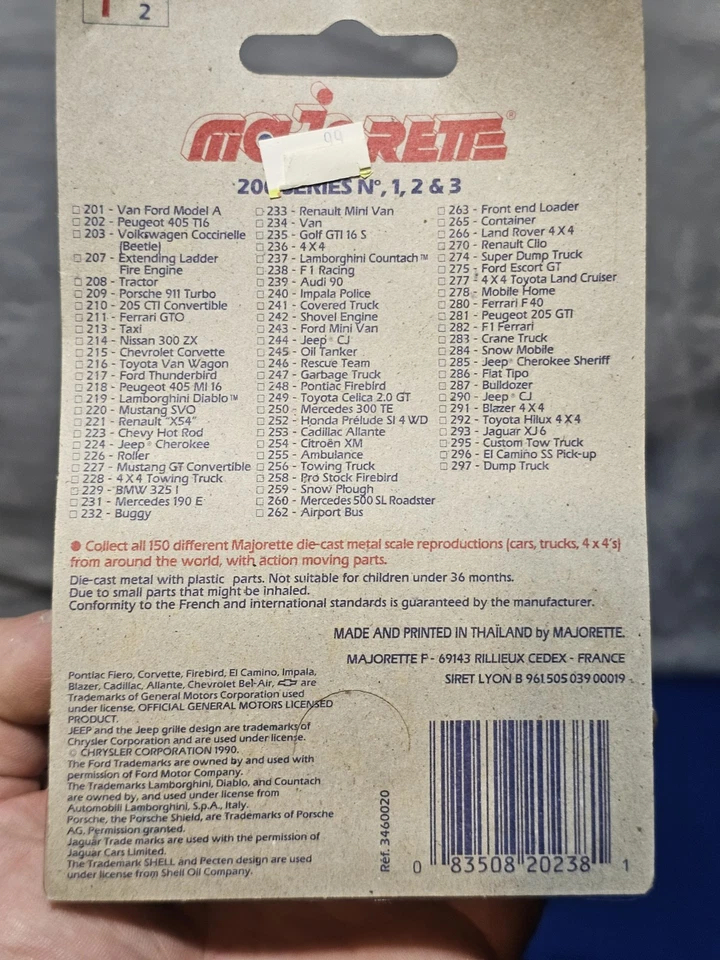 1
2
MAJORETTE®
00
200 SERIES N°, 1, 2 & 3
201 - Van Ford Model A
202 - Peugeot 405 T16
203 - Volkswagen Coccinelle
(Beetle)
207 - Extending Ladder
Fire Engine
208 - Tractor
209 - Porsche 911 Turbo
210 - 205 CTI Convertible
211 - Ferrari GTO
213 - Taxi
214 - Nissan 300 ZX
215 - Chevrolet Corvette
216 - Toyota Van Wagon
217 - Ford Thunderbird
218 - Peugeot 405 MI 16
219 - Lamborghini Diablo™
220 - Mustang SVO
221 - Renault "X54"
223 - Chevy Hot Rod
224 - Jeep® Cherokee
226 - Roller
227 - Mustang GT Convertible
228 - 4 X 4 Towing Truck
229 - BMW 325 I
231 - Mercedes 190 E
232 - Buggy
233 - Renault Mini Van
234 - Van
235 - Golf GTI 16 S
236 - 4 X 4
237 - Lamborghini Countach™
238 - F1 Racing
239 - Audi 90
240 - Impala Police
241 - Covered Truck
242 - Shovel Engine
243 - Ford Mini Van
244 - Jeep® CJ
245 - Oil Tanker
246 - Rescue Team
247 - Garbage Truck
248 - Pontiac Firebird
249 - Toyota Celica 2.0 GT
250 - Mercedes 300 TE
252 - Honda Prélude SI 4 WD
253 - Cadillac Allante
254 - Citroën XM
255 - Ambulance
256 - Towing Truck
258 - Pro Stock Firebird
259 - Snow Plough
260 - Mercedes 500 SL Roadster
262 - Airport Bus
263 - Front end Loader
265 - Container
266 - Land Rover 4 X 4
270 - Renault Clio
274 - Super Dump Truck
275 - Ford Escort GT
277 - 4 X 4 Toyota Land Cruiser
278 - Mobile Home
280 - Ferrari F 40
281 - Peugeot 205 GTI
282 - F1 Ferrari
283 - Crane Truck
284 - Snow Mobile
285 - Jeep® Cherokee Sheriff
286 - Fiat Tipo
287 - Bulldozer
290 - Jeep® CJ
291 - Blazer 4 X 4
292 - Toyota Hilux 4 X 4
293 - Jaguar XJ 6
295 - Custom Tow Truck
296 - El Camino SS Pick-up
297 - Dump Truck
● Collect all 150 different Majorette die-cast metal scale reproductions (cars, trucks, 4 x 4's)
from around the world, with action moving parts.
Die-cast metal with plastic parts. Not suitable for children under 36 months.
Due to small parts that might be inhaled.
Conformity to the French and international standards is guaranteed by the manufacturer.
MADE AND PRINTED IN THAÏLAND by MAJORETTE.
MAJORETTE F - 69143 RILLIEUX CEDEX - FRANCE
SIRET LYON B 961 505 039 00019
Pontiac Fiero, Corvette, Firebird, El Camino, Impala,
Blazer, Cadillac, Allante, Chevrolet Bel-Air, are
Trademarks of General Motors Corporation used
under license, OFFICIAL GENERAL MOTORS LICENSED
PRODUCT.
JEEP and the Jeep grille design are trademarks of
Chrysler Corporation and are used under license.
© CHRYSLER CORPORATION 1990.
The Ford Trademarks are owned by and used with
permission of Ford Motor Company.
The Trademarks Lamborghini, Diablo, and Countach
are owned by, and used under license from
Automobili Lamborghini, S.p.A., Italy.
Porsche, the Porsche Shield, are Trademarks of Porsche
AG. Permission granted.
Jaguar Trade marks are used with the permission of
Jaguar Cars Limited.
The Trademark SHELL and Pecten design are used
under license from Shell Oil Company.
Réf. 3460020
0 83508 20238 1